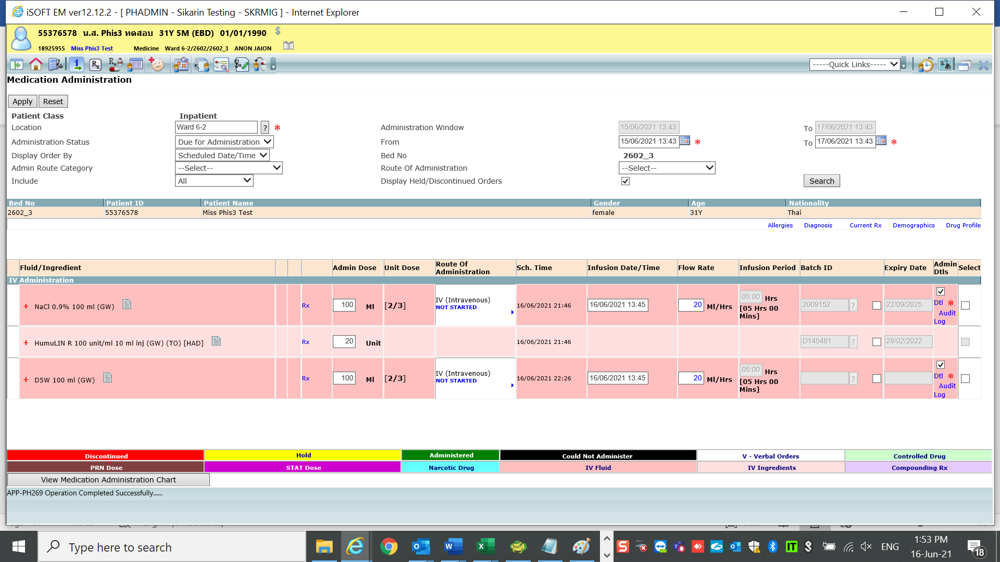 iSOFT EM ver12.12.2 - [ PHADMIN - Sikarin Testing - SKRMIG ] - Internet Explorer
55376578 น.ส. Phis3 ทดสอบ 31Y 5M (EBD) 01/01/1990 $
18925955 Miss Phis3 Test Medicine Ward 6-2/2602/2602_3 ANON JAION
-----Quick Links-----
Medication Administration
Apply Reset
Patient Class Inpatient
Location Ward 6-2 ? * Administration Window 15/06/2021 13:43 To 17/06/2021 13:43
Administration Status Due for Administration From 15/06/2021 13:43 * To 17/06/2021 13:43 *
Display Order By Scheduled Date/Time Bed No 2602_3
Admin Route Category --Select-- Route Of Administration --Select--
Include All Display Held/Discontinued Orders Search
Bed No Patient ID Patient Name Gender Age Nationality
2602_3 55376578 Miss Phis3 Test female 31Y Thai
Allergies Diagnosis Current Rx Demographics Drug Profile
Fluid/Ingredient Admin Dose Unit Dose Route Of Administration Sch. Time Infusion Date/Time Flow Rate Infusion Period Batch ID Expiry Date Admin Dtls Select
IV Administration
+ NaCl 0.9% 100 ml (GW) Rx 100 Ml [2/3] IV (Intravenous) NOT STARTED 16/06/2021 21:46 16/06/2021 13:45 20 Ml/Hrs 05:00 Hrs [05 Hrs 00 Mins] 2009152 ? 22/09/2025 Dtl * Audit Log
+ HumuLIN R 100 unit/ml 10 ml inj (GW) (TO) [HAD] Rx 20 Unit 16/06/2021 21:46 D145481 ? 28/02/2022
+ D5W 100 ml (GW) Rx 100 Ml [2/3] IV (Intravenous) NOT STARTED 16/06/2021 22:26 16/06/2021 13:45 20 Ml/Hrs 05:00 Hrs [05 Hrs 00 Mins] ? Dtl * Audit Log
Discontinued Hold Administered Could Not Administer V - Verbal Orders Controlled Drug
PRN Dose STAT Dose Narcotic Drug IV Fluid IV Ingredients Compounding Rx
View Medication Administration Chart
APP-PH269 Operation Completed Successfully......
Type here to search
ENG
1:53 PM
16-Jun-21
18